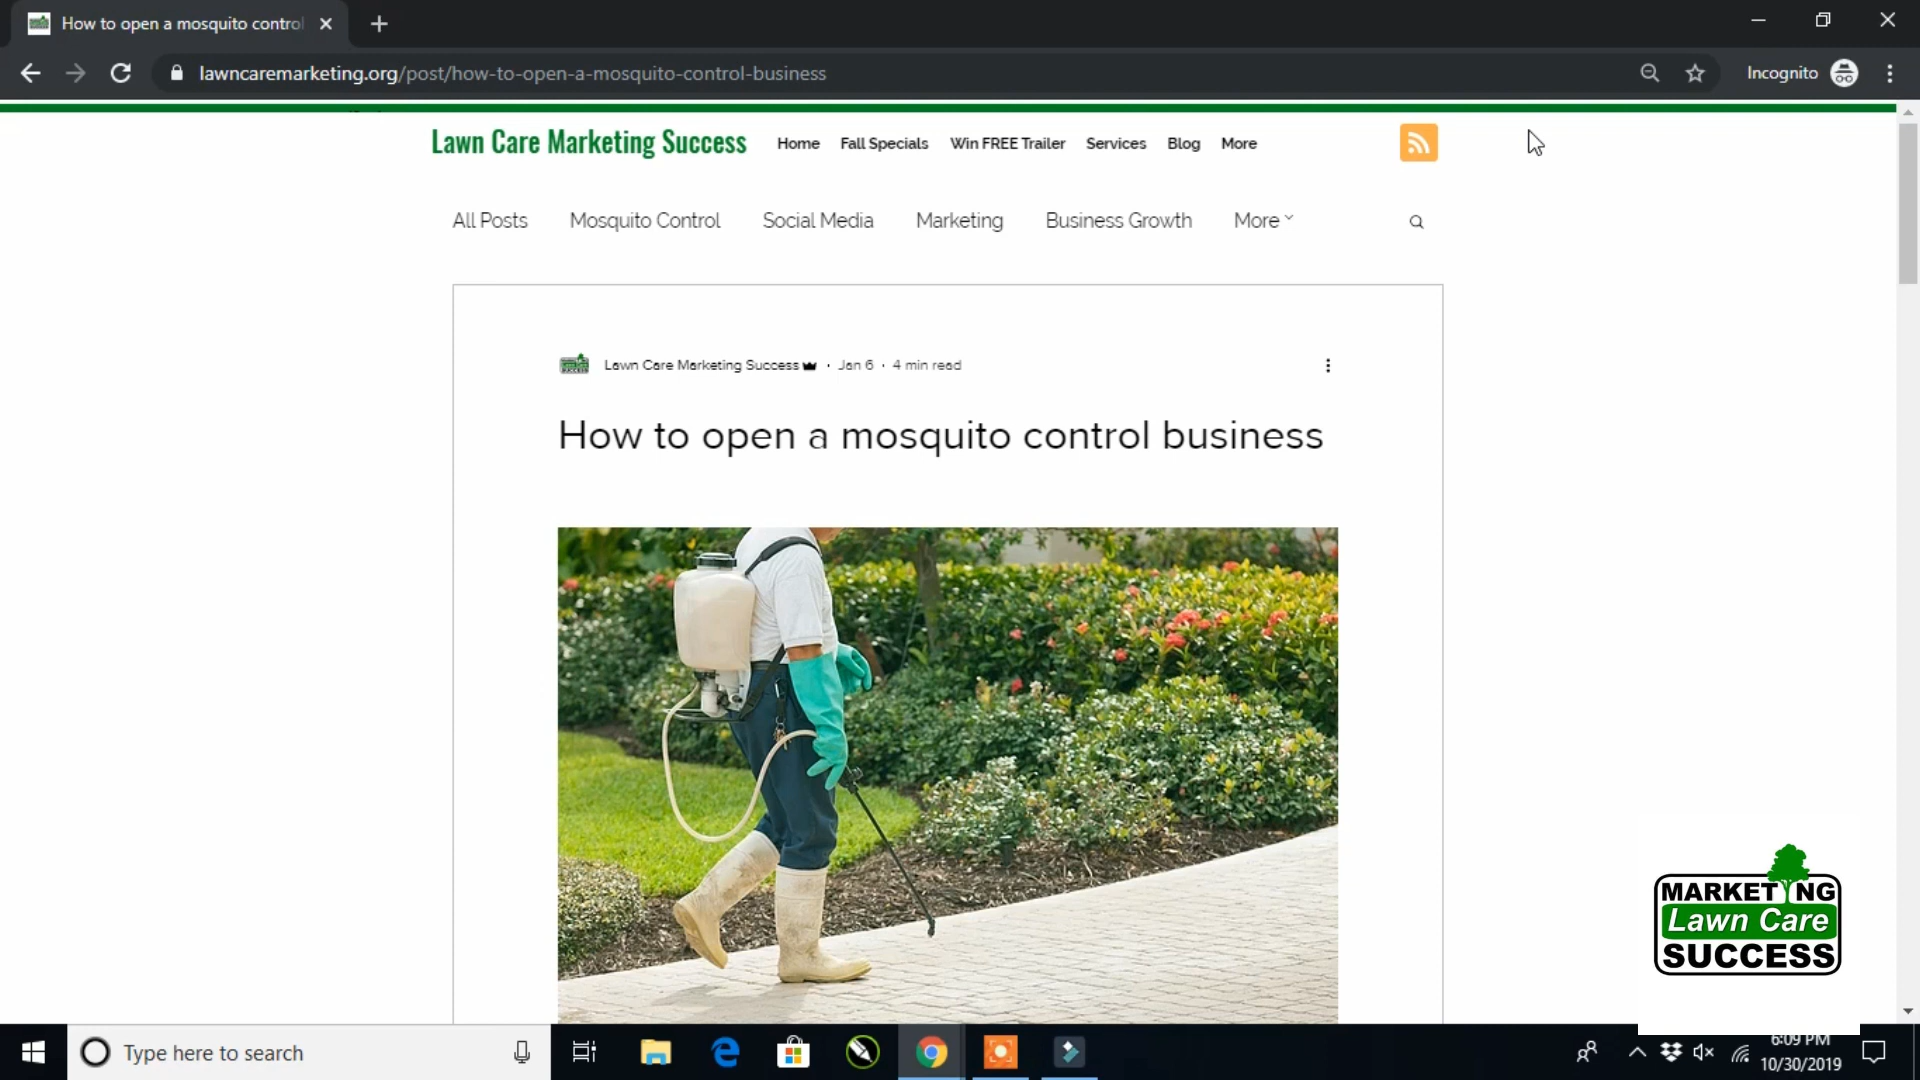 How to open a mosquito control
lawncaremarketing.org/post/how-to-open-a-mosquito-control-business
Incognito
Lawn Care Marketing Success
Home Fall Specials Win FREE Trailer Services Blog More
All Posts Mosquito Control Social Media Marketing Business Growth More
Lawn Care Marketing Success · Jan 6 · 4 min read
How to open a mosquito control business
MARKETING
Lawn Care
SUCCESS
Type here to search
6:09 PM
10/30/2019